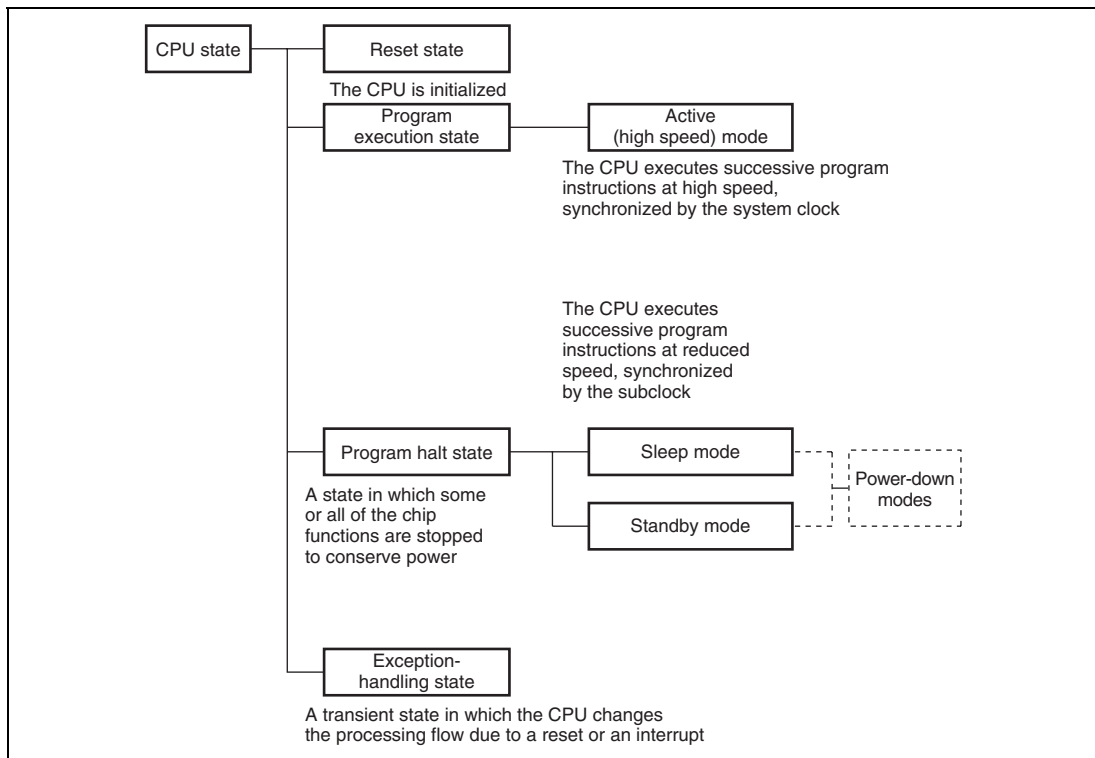 CPU state
Reset state
The CPU is initialized
Program
execution state
Active
(high speed) mode
The CPU executes successive program
instructions at high speed,
synchronized by the system clock
The CPU executes
successive program
instructions at reduced
speed, synchronized
by the subclock
Program halt state
A state in which some
or all of the chip
functions are stopped
to conserve power
Sleep mode
Standby mode
Power-down
modes
Exception-
handling state
A transient state in which the CPU changes
the processing flow due to a reset or an interrupt